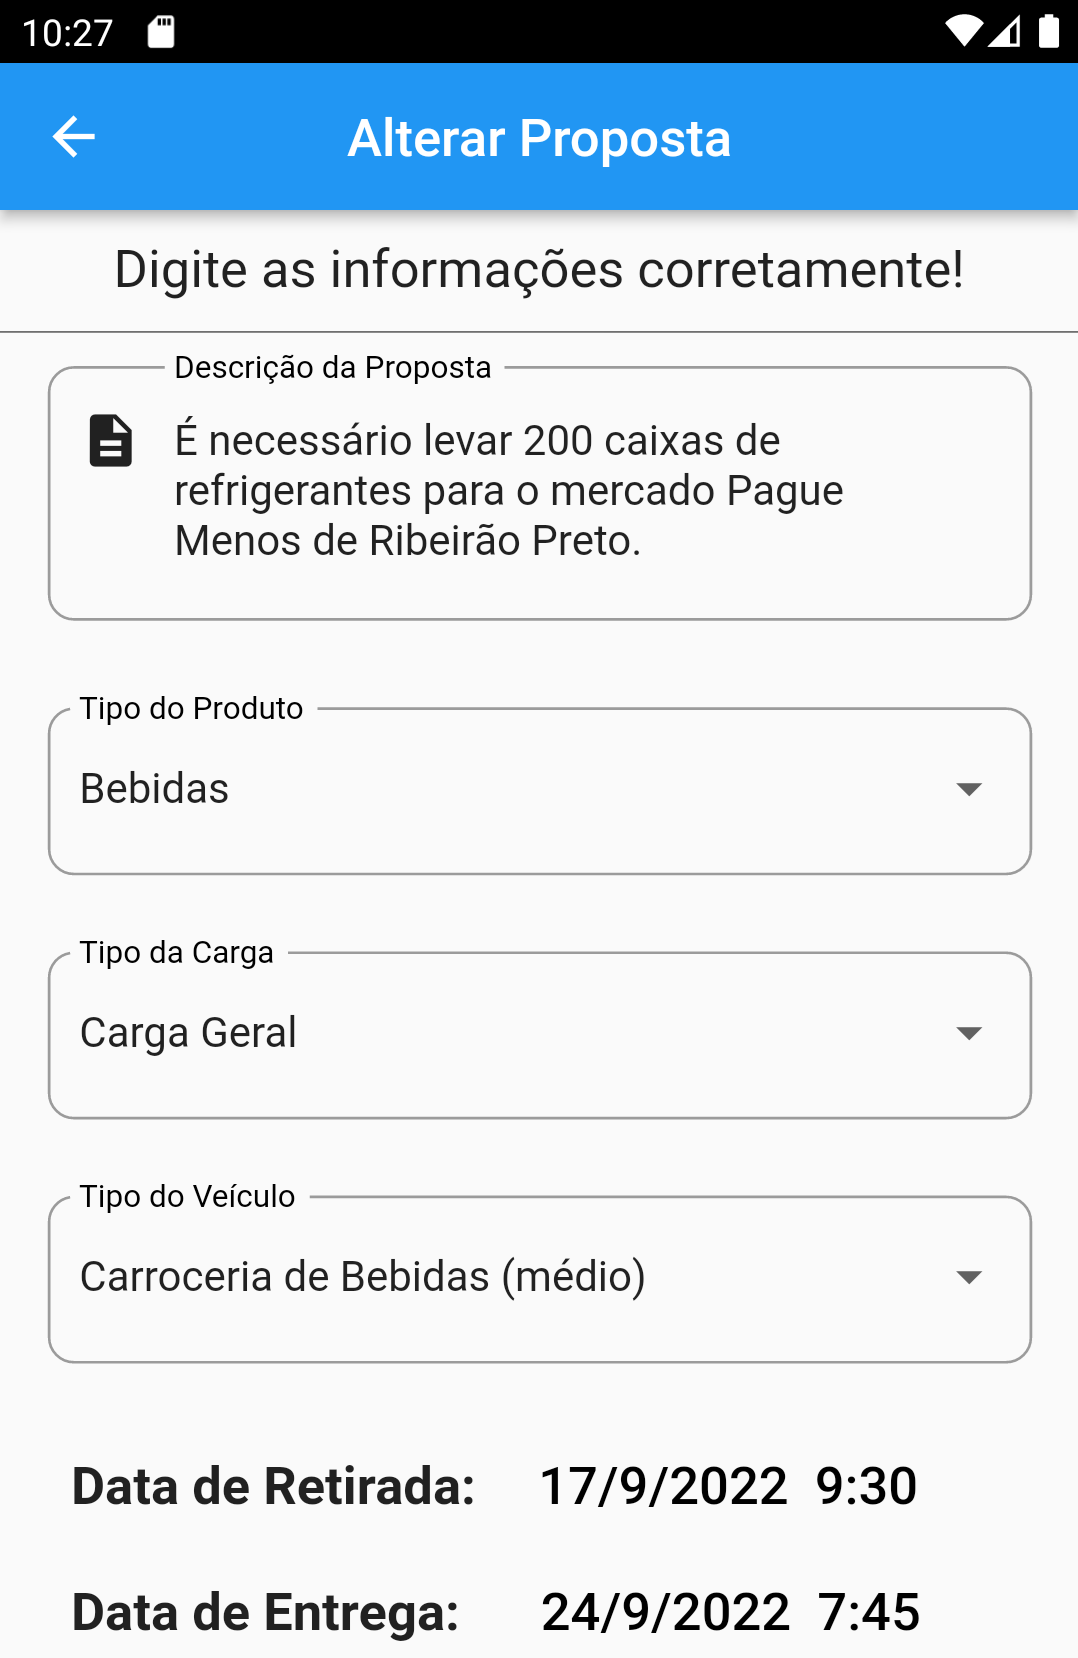 10:27
Alterar Proposta
Digite as informações corretamente!
Descrição da Proposta
É necessário levar 200 caixas de
refrigerantes para o mercado Pague
Menos de Ribeirão Preto.
Tipo do Produto
Bebidas
Tipo da Carga
Carga Geral
Tipo do Veículo
Carroceria de Bebidas (médio)
Data de Retirada: 17/9/2022 9:30
Data de Entrega: 24/9/2022 7:45